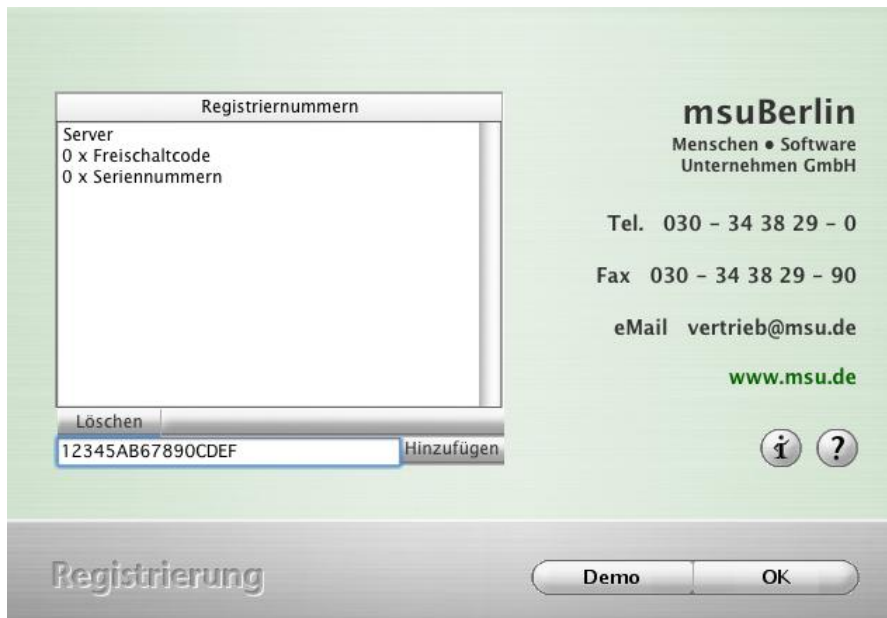 Registriernummern
Server
0 x Freischaltcode
0 x Seriennummern
Löschen
12345AB67890CDEF
Hinzufügen
msuBerlin
Menschen • Software
Unternehmen GmbH
Tel. 030 – 34 38 29 – 0
Fax 030 – 34 38 29 – 90
eMail vertrieb@msu.de
www.msu.de
i ?
Registrierung
Demo OK